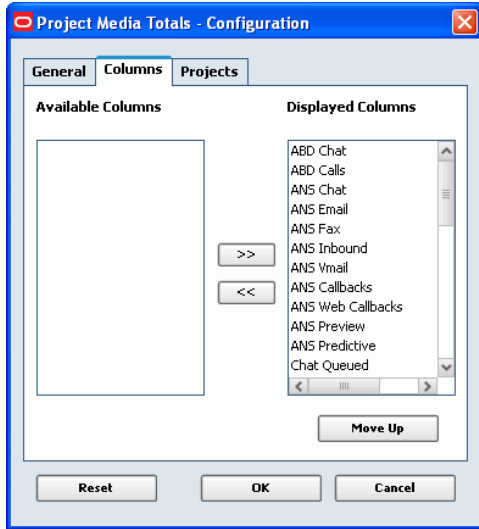 Project Media Totals - Configuration
General Columns Projects
Available Columns Displayed Columns
ABD Chat
ABD Calls
ANS Chat
ANS Email
ANS Fax
ANS Inbound
>>
ANS Vmail
<<
ANS Callbacks
ANS Web Callbacks
ANS Preview
ANS Predictive
Chat Queued
Move Up
Reset OK Cancel